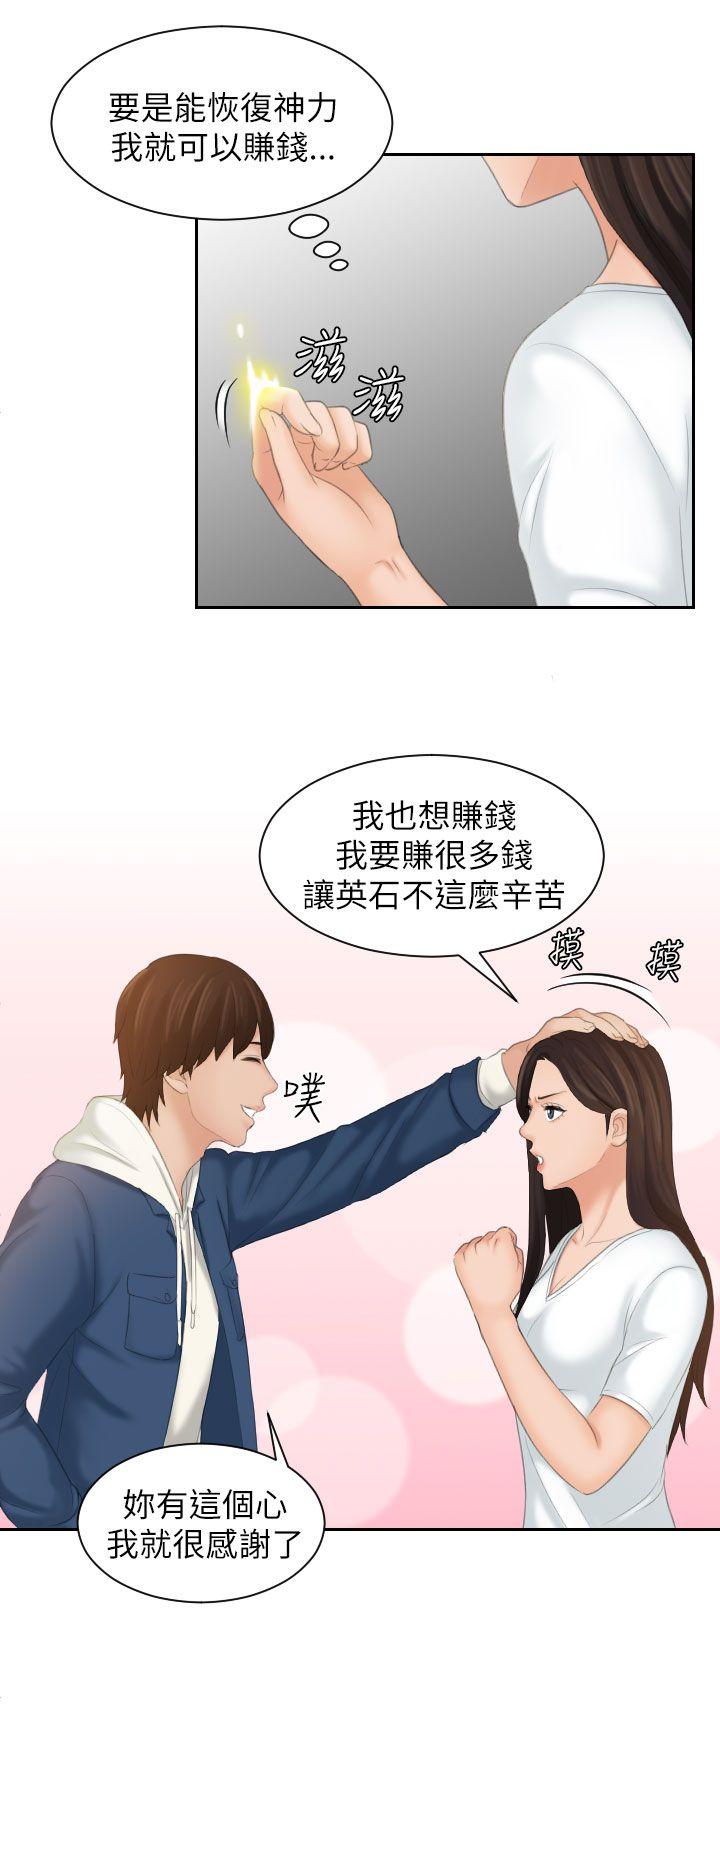 要是能恢復神力
我就可以賺錢...
滋
滋
我也想賺錢
我要賺很多錢
讓英石不這麼辛苦
摸
摸
噗
妳有這個心
我就很感謝了